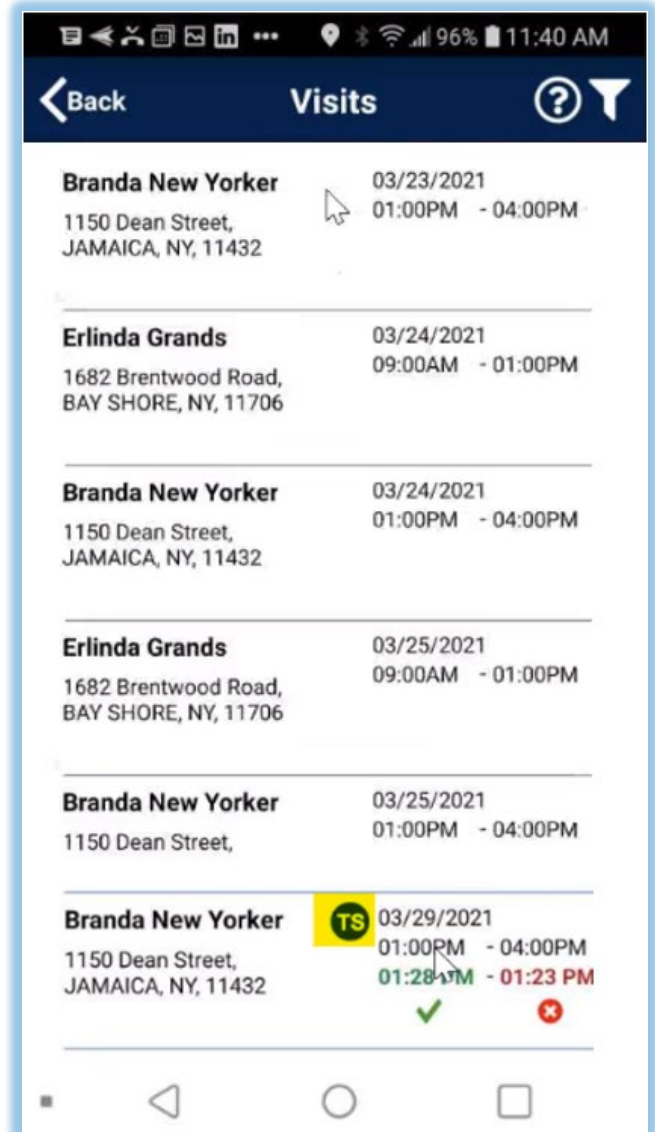 96% 11:40 AM
Back Visits
Branda New Yorker 03/23/2021
1150 Dean Street, 01:00PM - 04:00PM
JAMAICA, NY, 11432
Erlinda Grands 03/24/2021
1682 Brentwood Road, 09:00AM - 01:00PM
BAY SHORE, NY, 11706
Branda New Yorker 03/24/2021
1150 Dean Street, 01:00PM - 04:00PM
JAMAICA, NY, 11432
Erlinda Grands 03/25/2021
1682 Brentwood Road, 09:00AM - 01:00PM
BAY SHORE, NY, 11706
Branda New Yorker 03/25/2021
1150 Dean Street, 01:00PM - 04:00PM
Branda New Yorker TS 03/29/2021
1150 Dean Street, 01:00PM - 04:00PM
JAMAICA, NY, 11432 - 01:23 PM